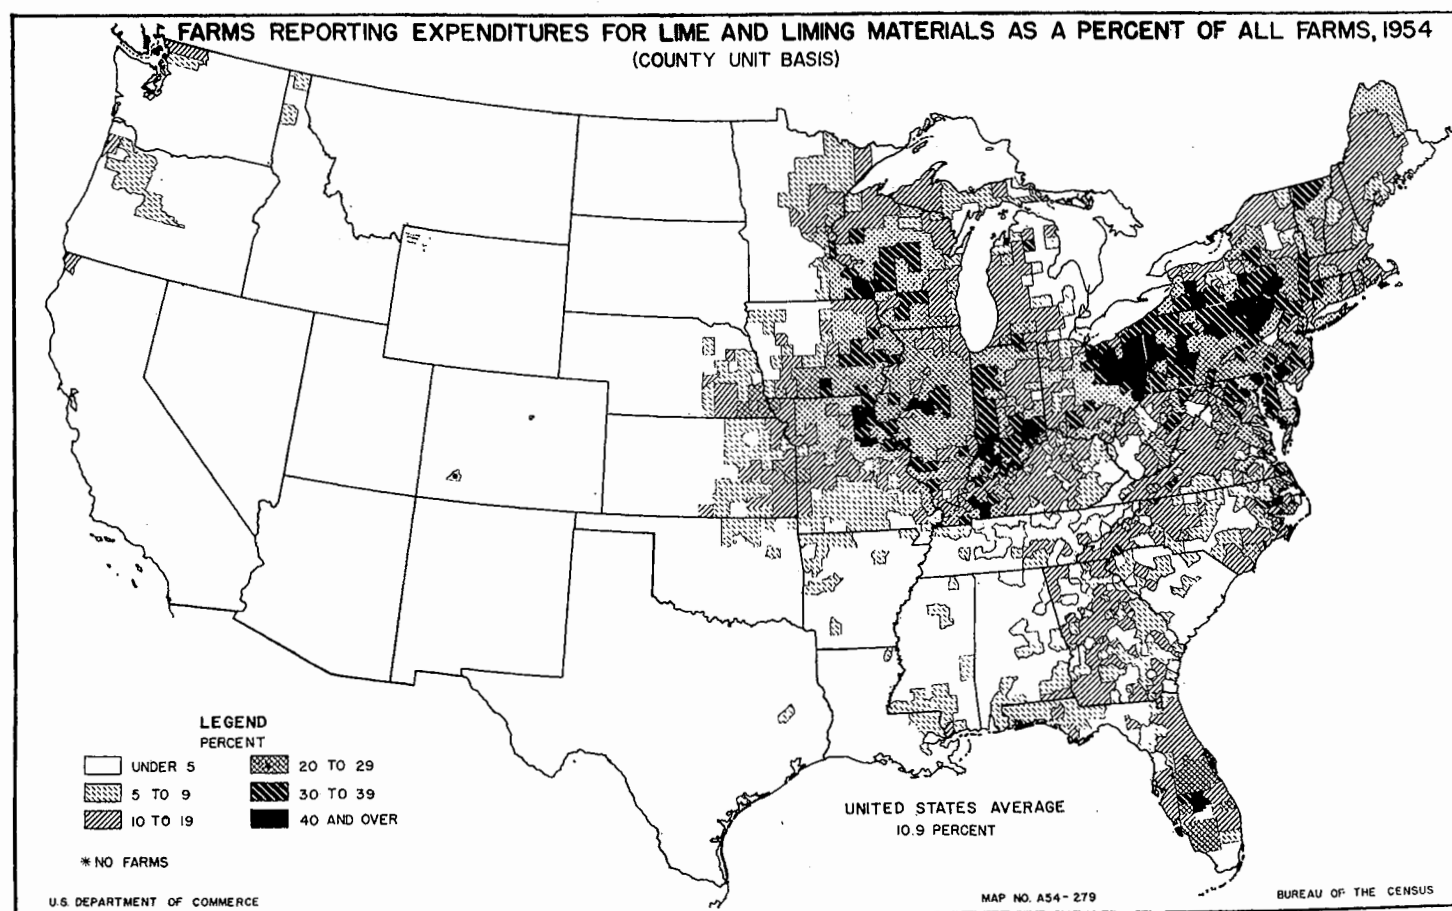 FARMS REPORTING EXPENDITURES FOR LIME AND LIMING MATERIALS AS A PERCENT OF ALL FARMS, 1954
(COUNTY UNIT BASIS)
LEGEND
PERCENT
UNDER 5
5 TO 9
10 TO 19
20 TO 29
30 TO 39
40 AND OVER
* NO FARMS
UNITED STATES AVERAGE
10.9 PERCENT
U.S. DEPARTMENT OF COMMERCE
MAP NO. A54-279
BUREAU OF THE CENSUS